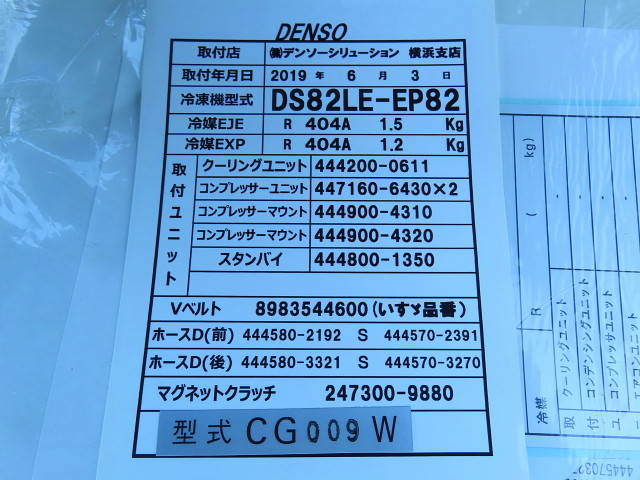 DENSO
取付店 ㈱デンソーソリューション 横浜支店
取付年月日 2019 年 6 月 3 日
冷凍機型式 DS82LE-EP82
冷媒EJE R 404A 1.5 Kg
冷媒EXP R 404A 1.2 Kg
取付ユニット
クーリングユニット 444200-0611
コンプレッサーユニット 447160-6430×2
コンプレッサーマウント 444900-4310
コンプレッサーマウント 444900-4320
スタンバイ 444800-1350
Vベルト 8983544600(いすゞ品番)
ホースD(前) 444580-2192 S 444570-2391
ホースD(後) 444580-3321 S 444570-3270
マグネットクラッチ 247300-9880
型式 CG009W
冷媒 R ( kg)
取付ユ
クーリングユニット -
コンデンシングユニット -
コンプレッサユニット -
エアコンユニット -